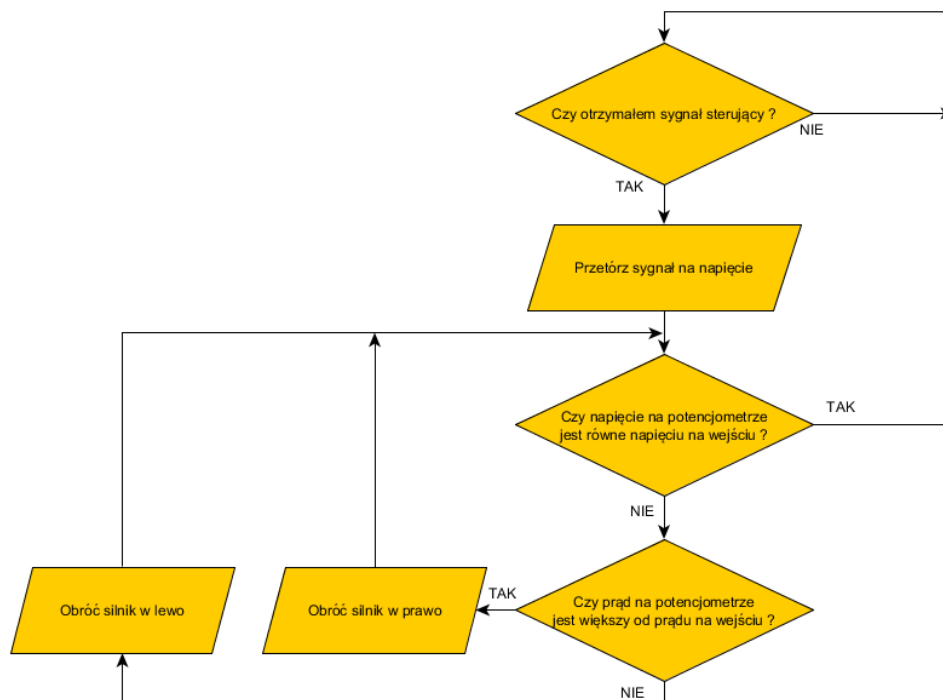 Czy otrzymałem sygnał sterujący ?
NIE
TAK
Przetórz sygnał na napięcie
Czy napięcie na potencjometrze
jest równe napięciu na wejściu ?
TAK
NIE
Czy prąd na potencjometrze
jest większy od prądu na wejściu ?
TAK
Obróć silnik w prawo
Obróć silnik w lewo
NIE